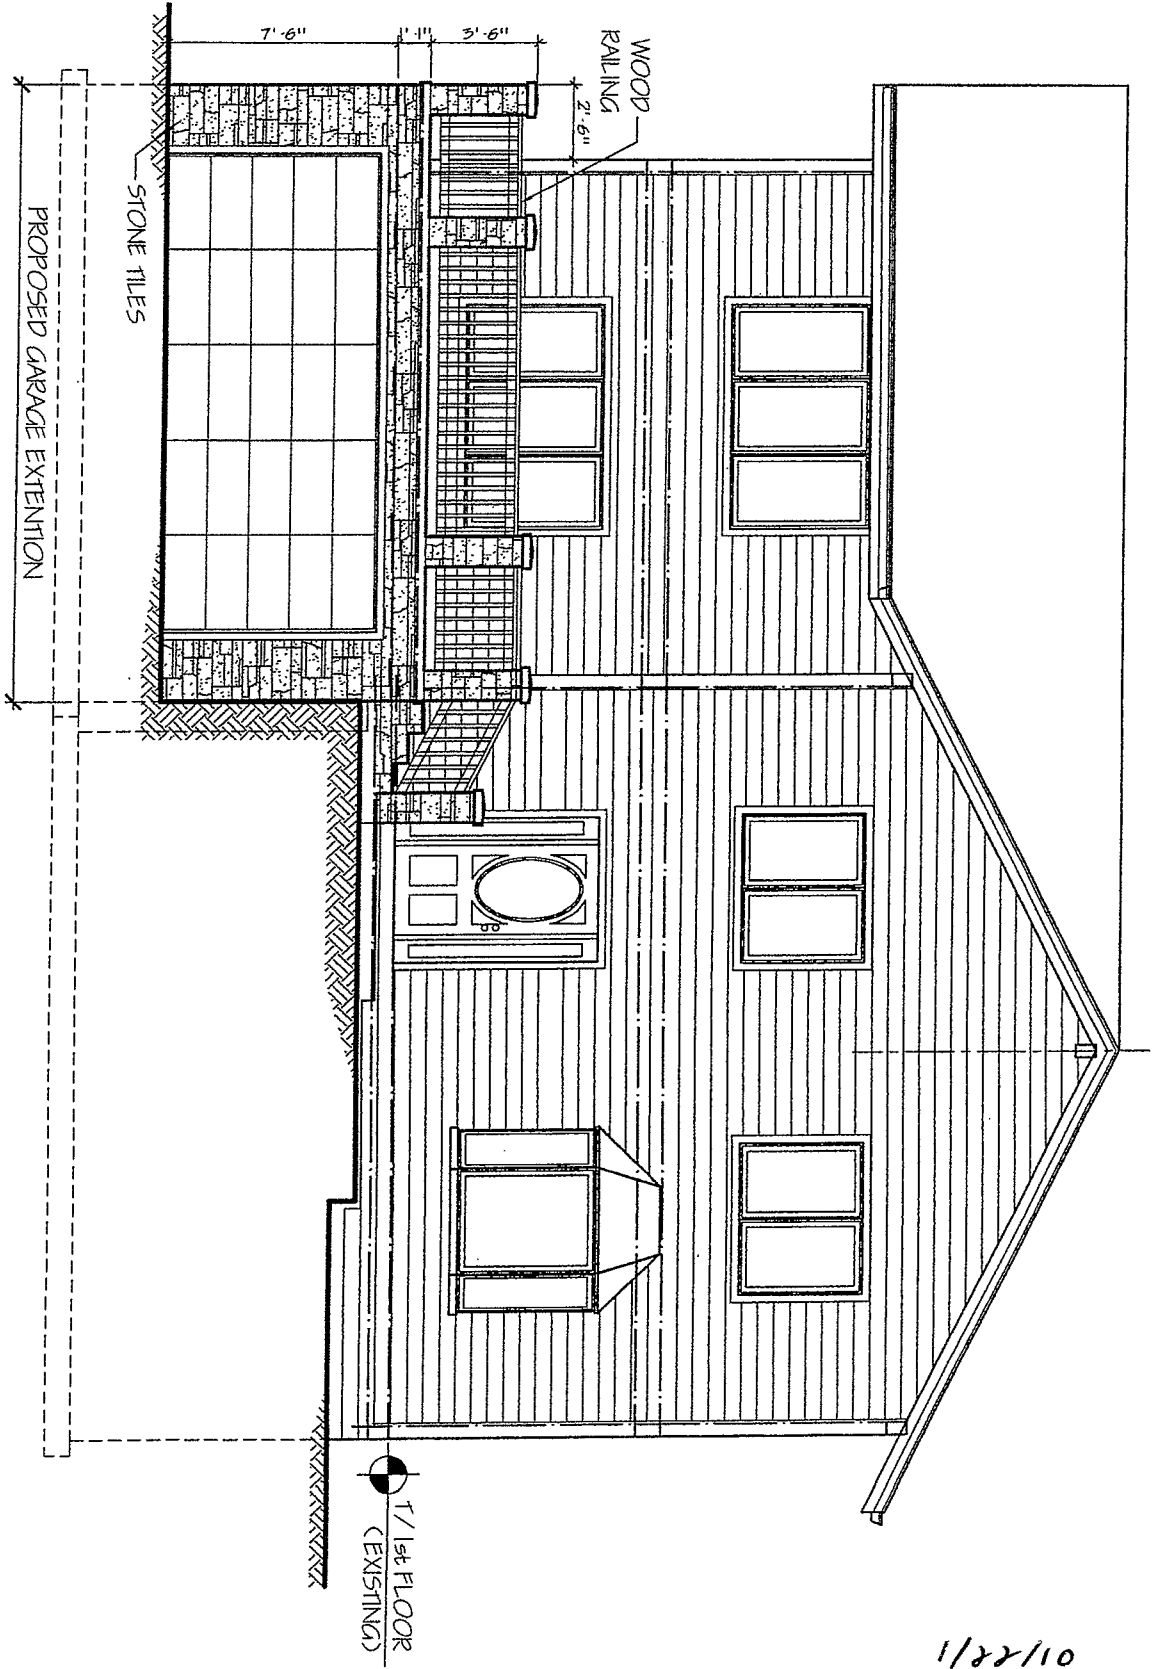 7'-6"
1'-1"
3'-6"
2'-6"
WOOD
RAILING
STONE TILES
PROPOSED GARAGE EXTENTION
T/1st FLOOR
(EXISTING)
1/22/10